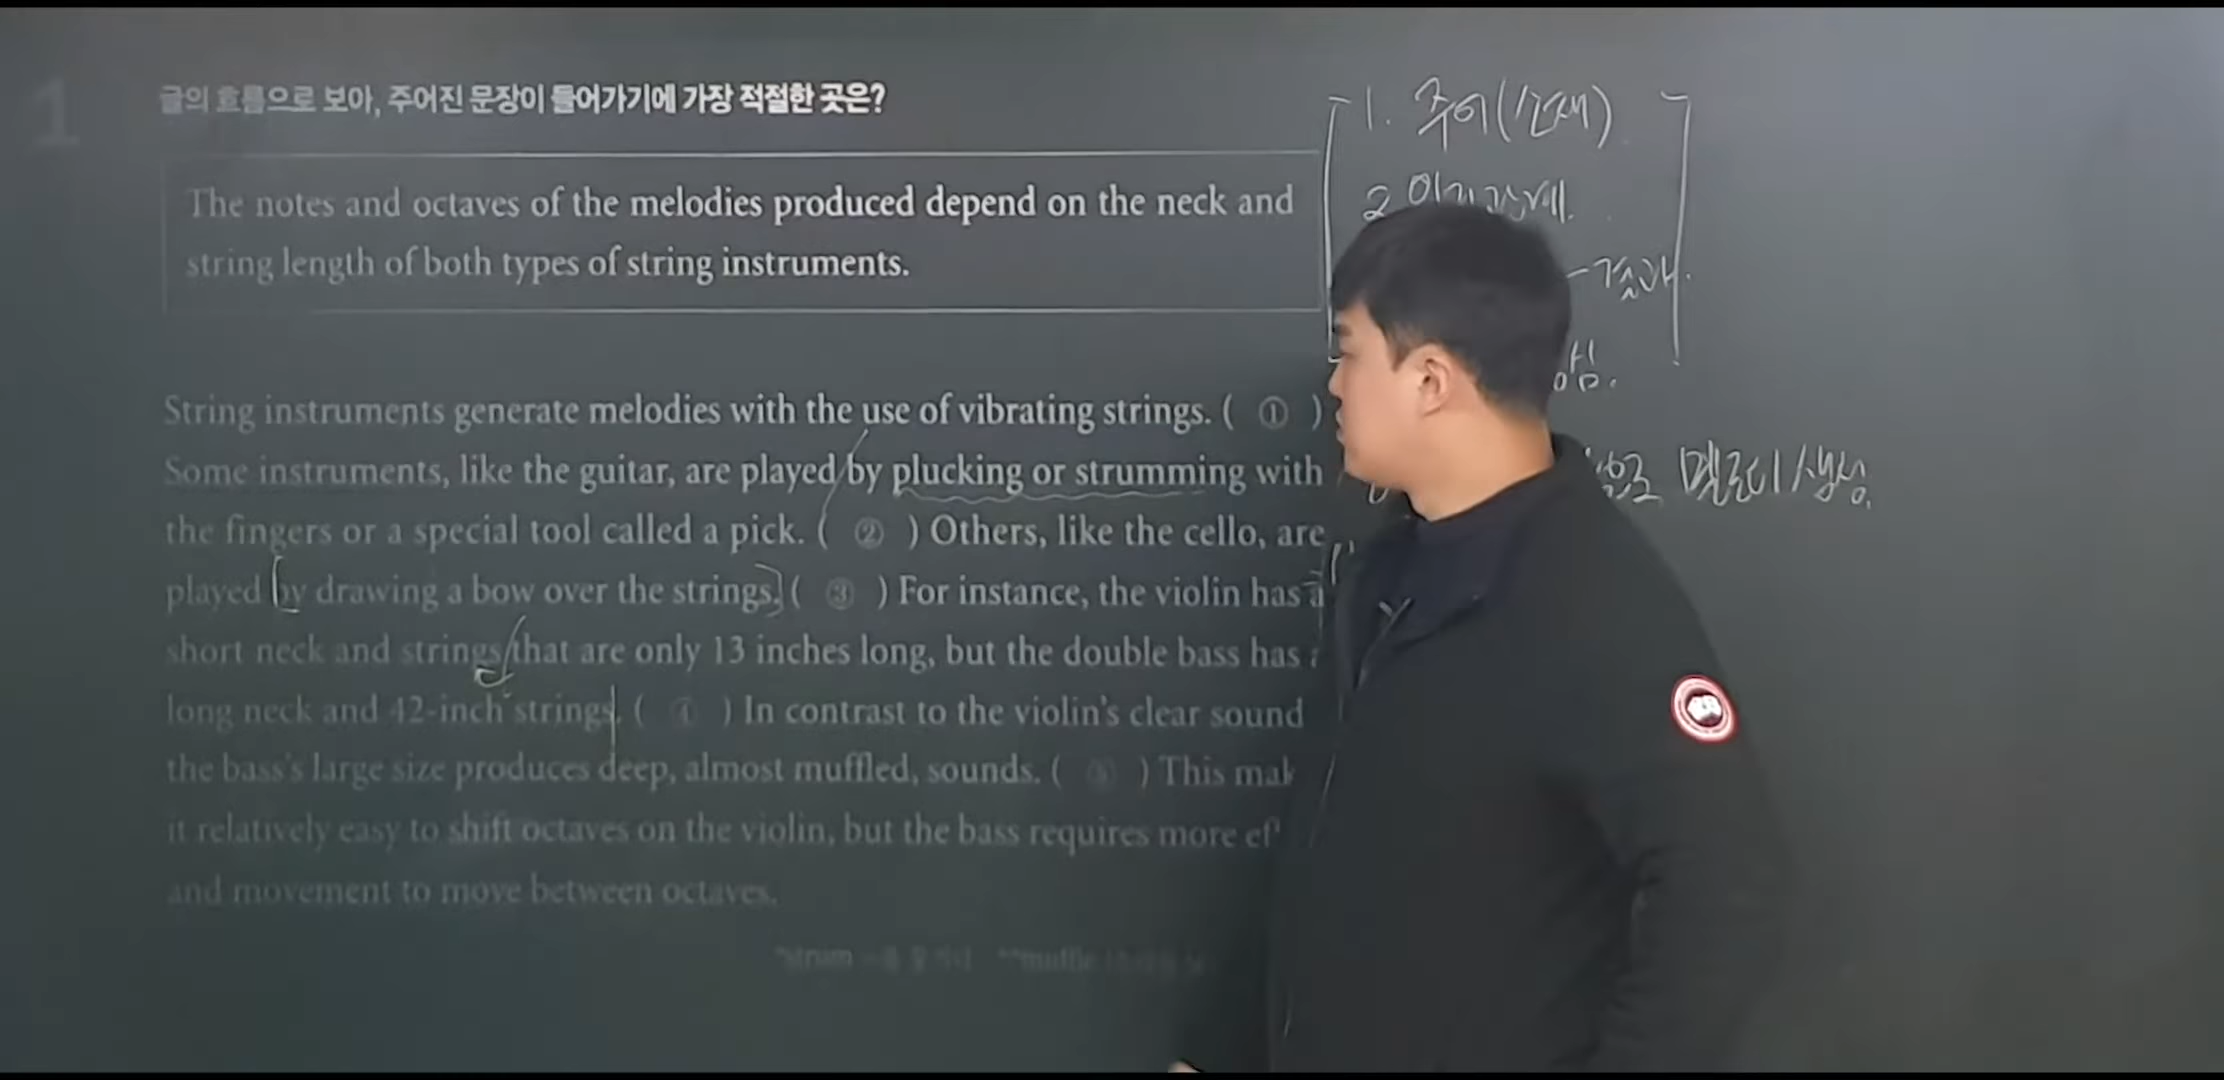 1
글의 흐름으로 보아, 주어진 문장이 들어가기에 가장 적절한 곳은?
The notes and octaves of the melodies produced depend on the neck and
string length of both types of string instruments.
String instruments generate melodies with the use of vibrating strings. ( ① )
Some instruments, like the guitar, are played by plucking or strumming with
the fingers or a special tool called a pick. ( ② ) Others, like the cello, are
played by drawing a bow over the strings. ( ③ ) For instance, the violin has a
short neck and strings that are only 13 inches long, but the double bass has
long neck and 42-inch strings. ( ④ ) In contrast to the violin's clear sound
the bass's large size produces deep, almost muffled, sounds. ( ⑤ ) This mak
it relatively easy to shift octaves on the violin, but the bass requires more ef
and movement to move between octaves.
*strum
1. 주어
2
멜로디 생성.